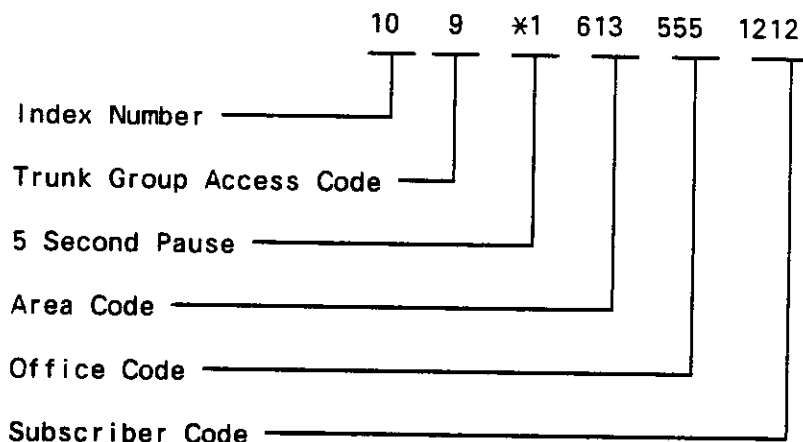 10 9 *1 613 555 1212
Index Number
Trunk Group Access Code
5 Second Pause
Area Code
Office Code
Subscriber Code